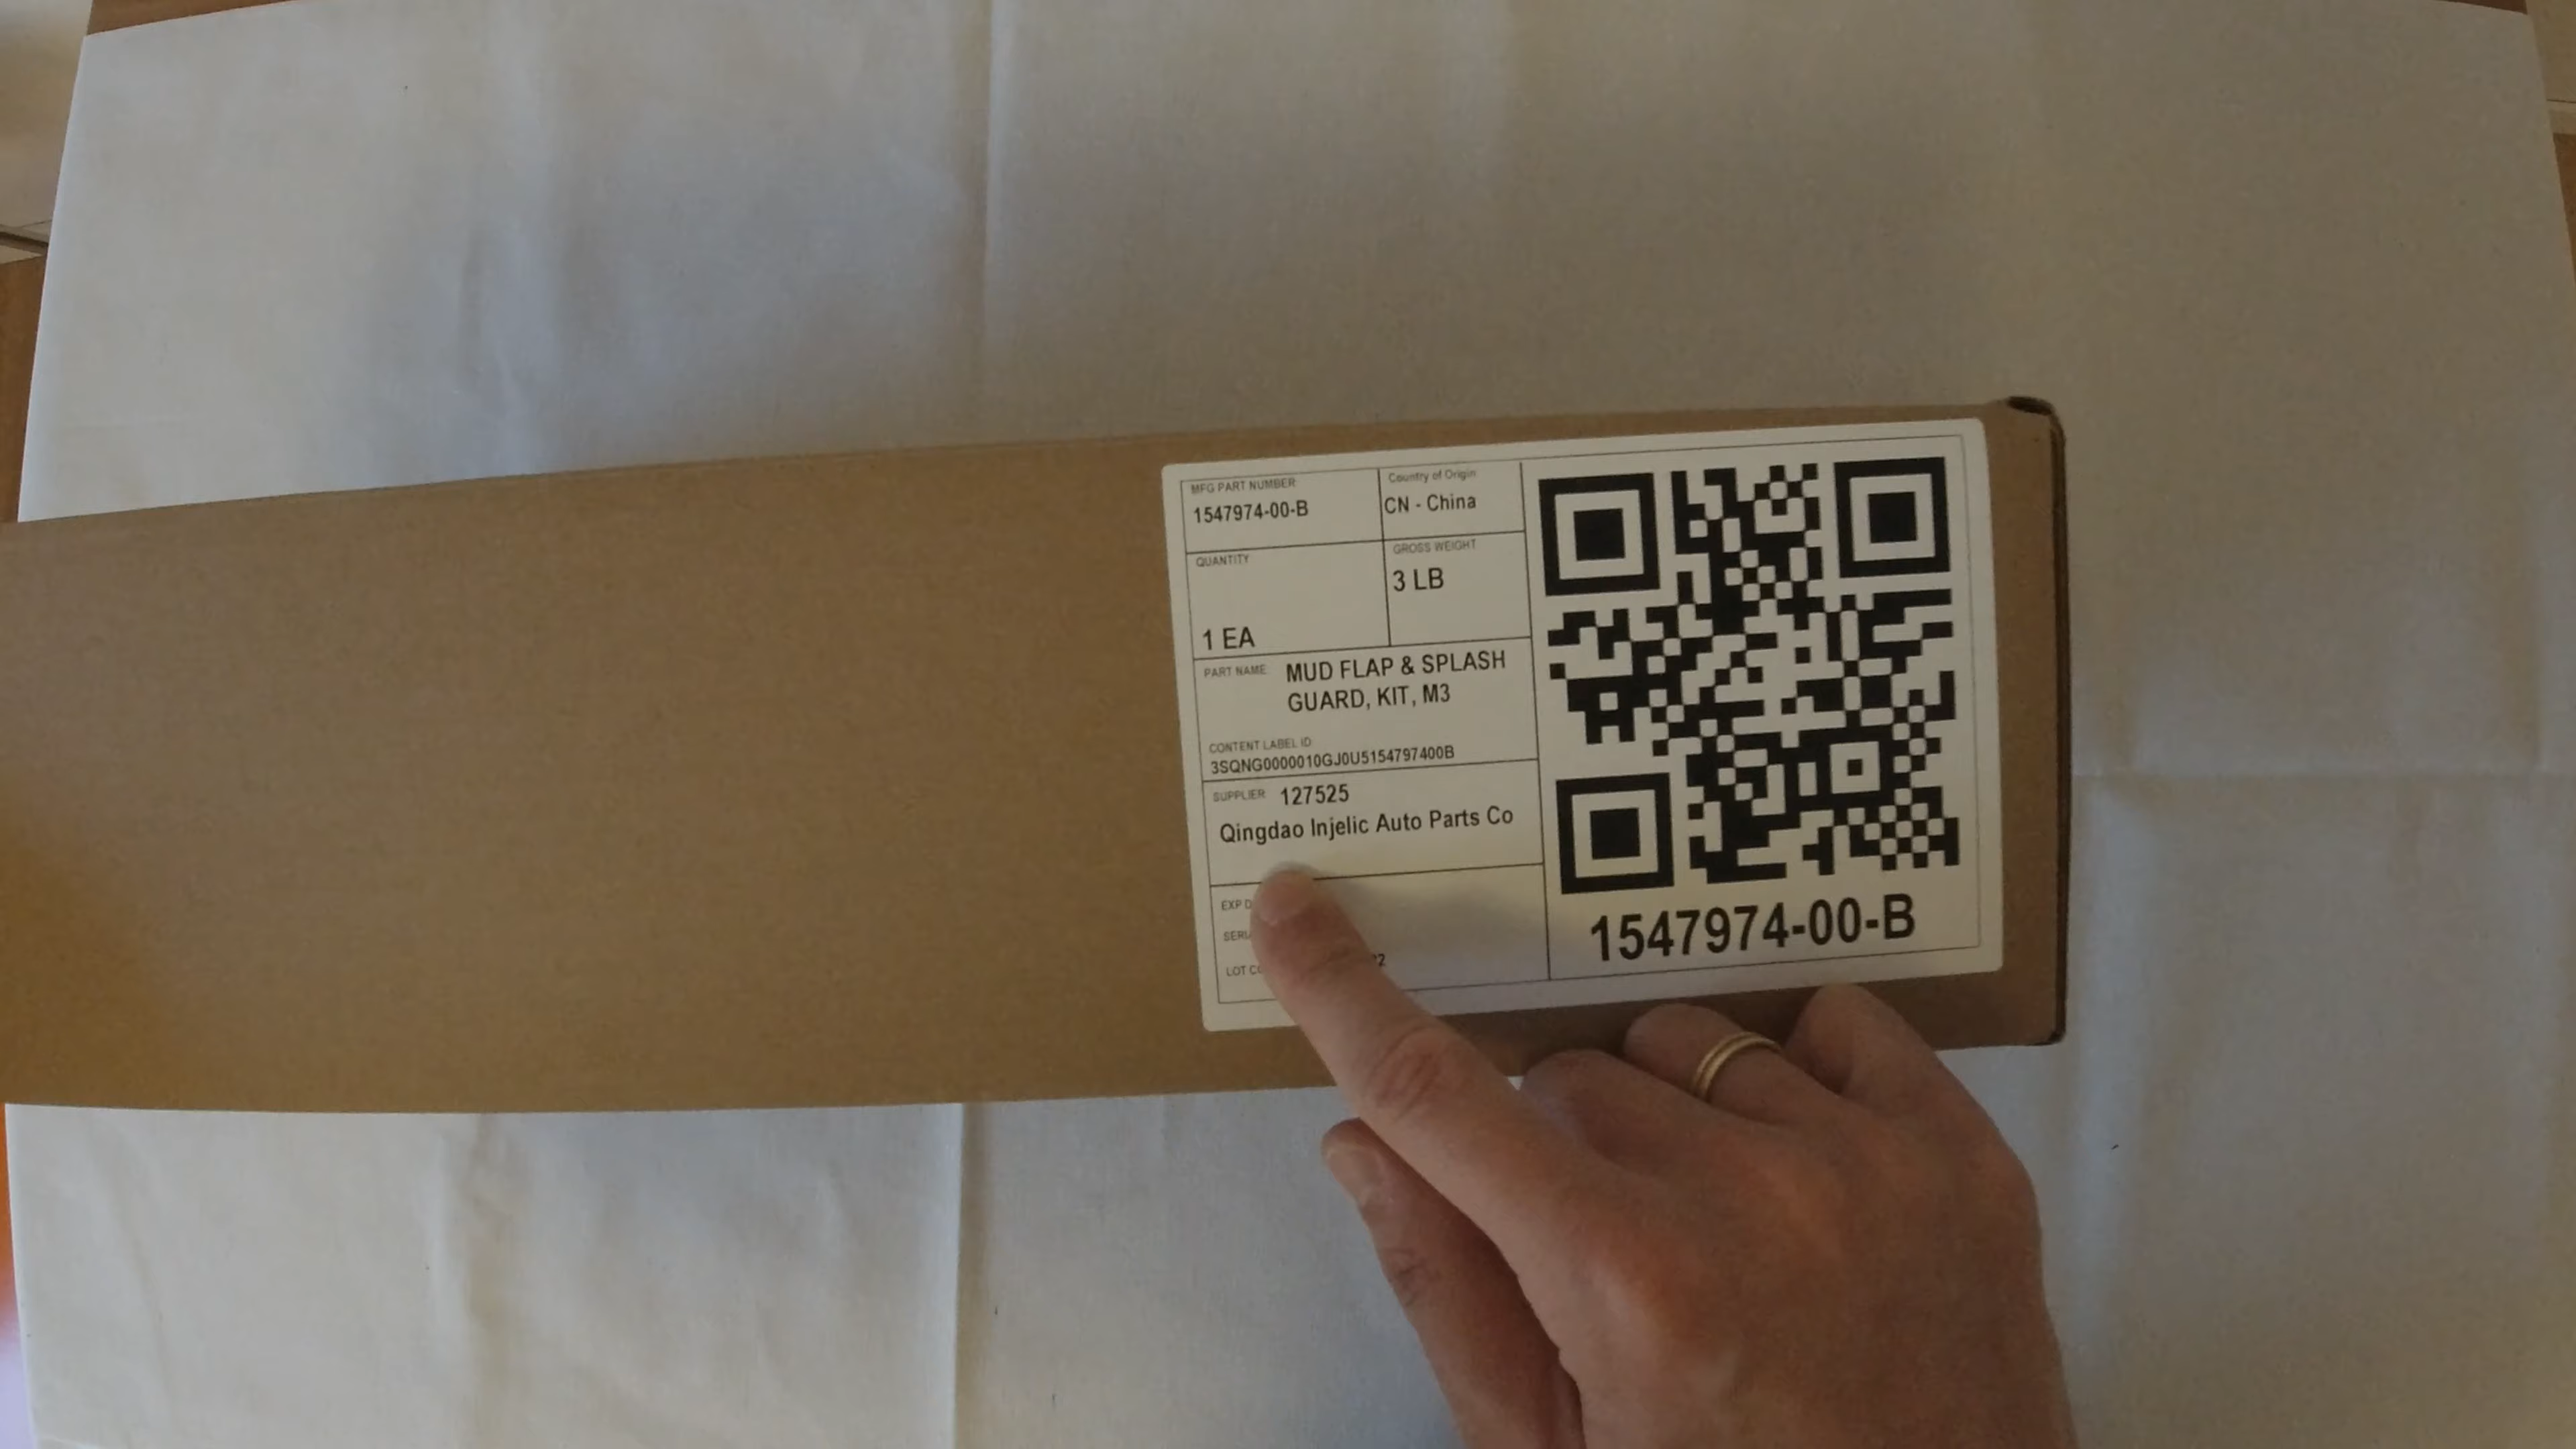 MFG PART NUMBER
1547974-00-B
Country of Origin
CN - China
QUANTITY
1 EA
GROSS WEIGHT
3 LB
PART NAME MUD FLAP & SPLASH
GUARD, KIT, M3
CONTENT LABEL ID
3SQNG0000010GJ0U5154797400B
SUPPLIER 127525
Qingdao Injelic Auto Parts Co
EXP
LOT
1547974-00-B